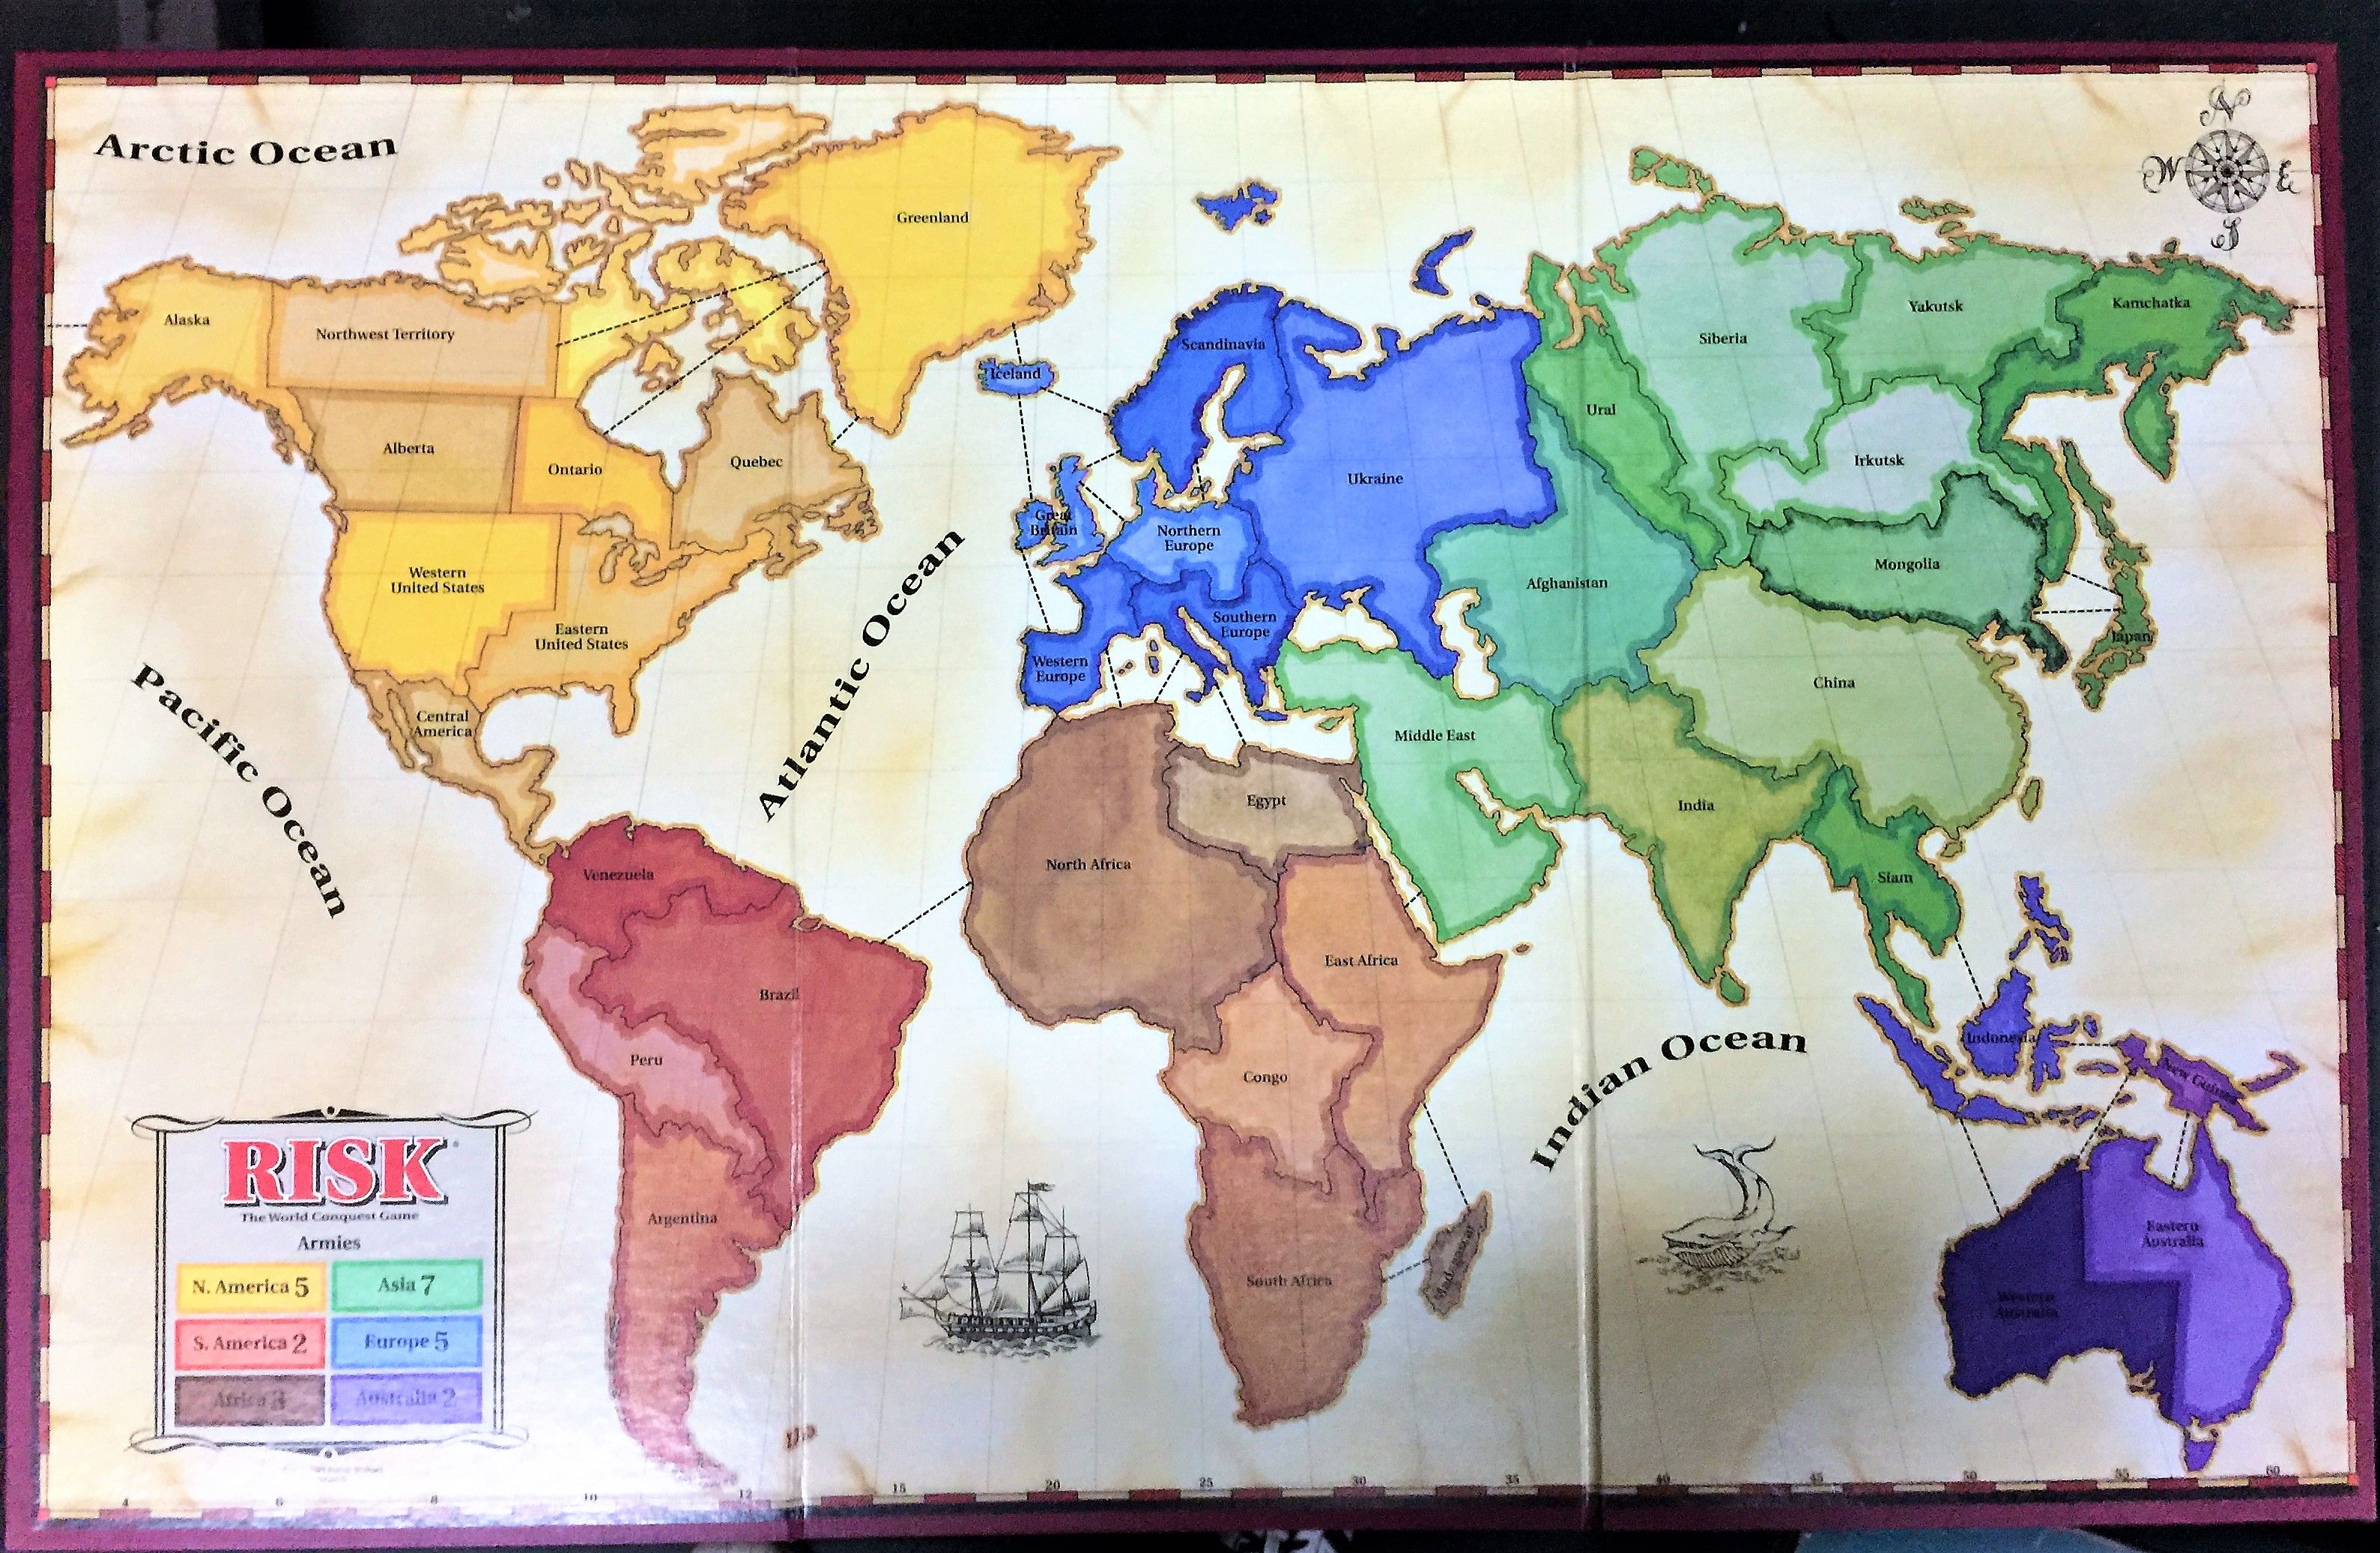 Arctic Ocean
N
W
E
S
Greenland
Alaska
Northwest Territory
Alberta
Ontario
Quebec
Western
United States
Eastern
United States
Central
America
Pacific Ocean
Atlantic Ocean
Indian Ocean
Iceland
Scandinavia
Great
Britain
Northern
Europe
Ukraine
Southern
Europe
Western
Europe
Ural
Siberia
Yakutsk
Kamchatka
Irkutsk
Mongolia
Japan
Afghanistan
China
Middle East
India
Siam
Venezuela
Brazil
Peru
Argentina
North Africa
Egypt
East Africa
Congo
South Africa
Madagascar
Indonesia
New Guinea
Eastern
Australia
Western
Australia
RISK
The World Conquest Game
Armies
N. America 5
Asia 7
S. America 2
Europe 5
Africa 3
Australia 2
4 6 8 10 12 15 20 25 30 35 40 45 50 55 60